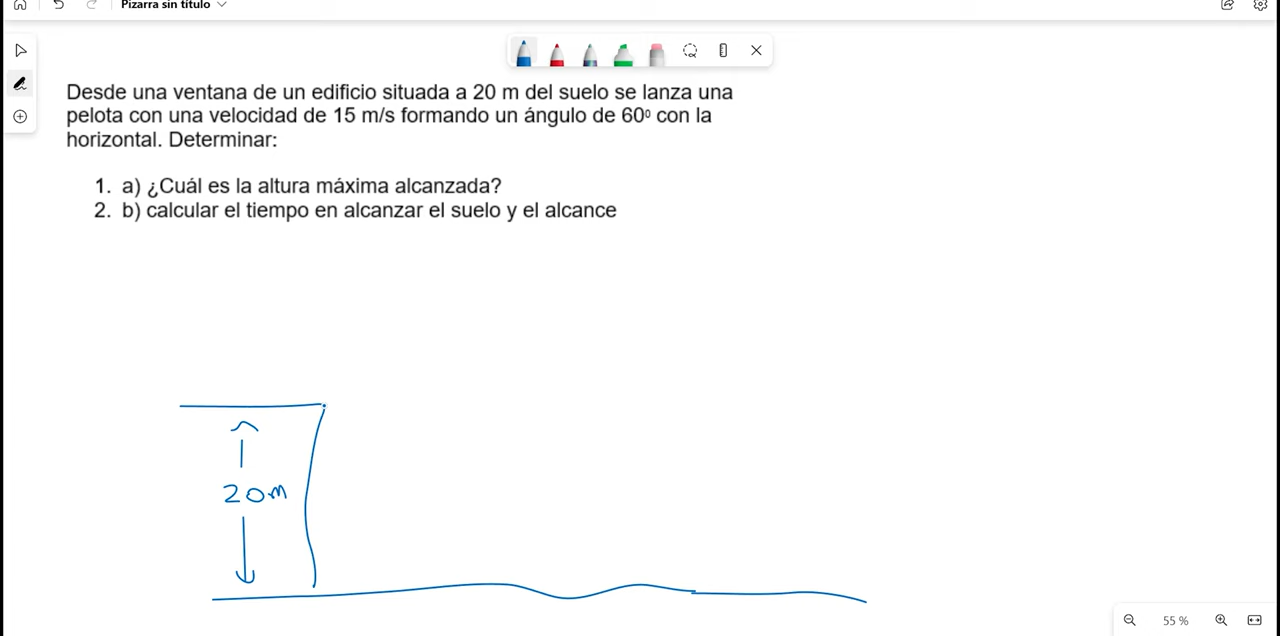 Pizarra sin título
Desde una ventana de un edificio situada a 20 m del suelo se lanza una
pelota con una velocidad de 15 m/s formando un ángulo de 60º con la
horizontal. Determinar:
1. a) ¿Cuál es la altura máxima alcanzada?
2. b) calcular el tiempo en alcanzar el suelo y el alcance
20m
55 %